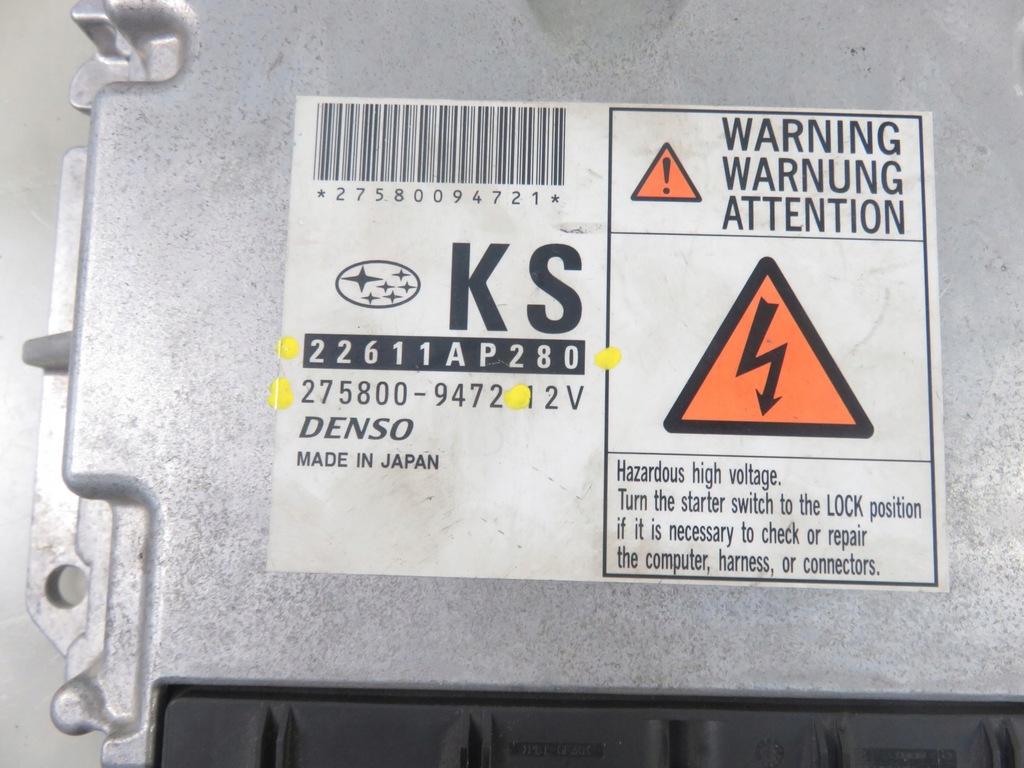 *27580094721*
KS
22611AP280
275800-9472 12V
DENSO
MADE IN JAPAN
WARNING
WARNUNG
ATTENTION
Hazardous high voltage.
Turn the starter switch to the LOCK position
if it is necessary to check or repair
the computer, harness, or connectors.